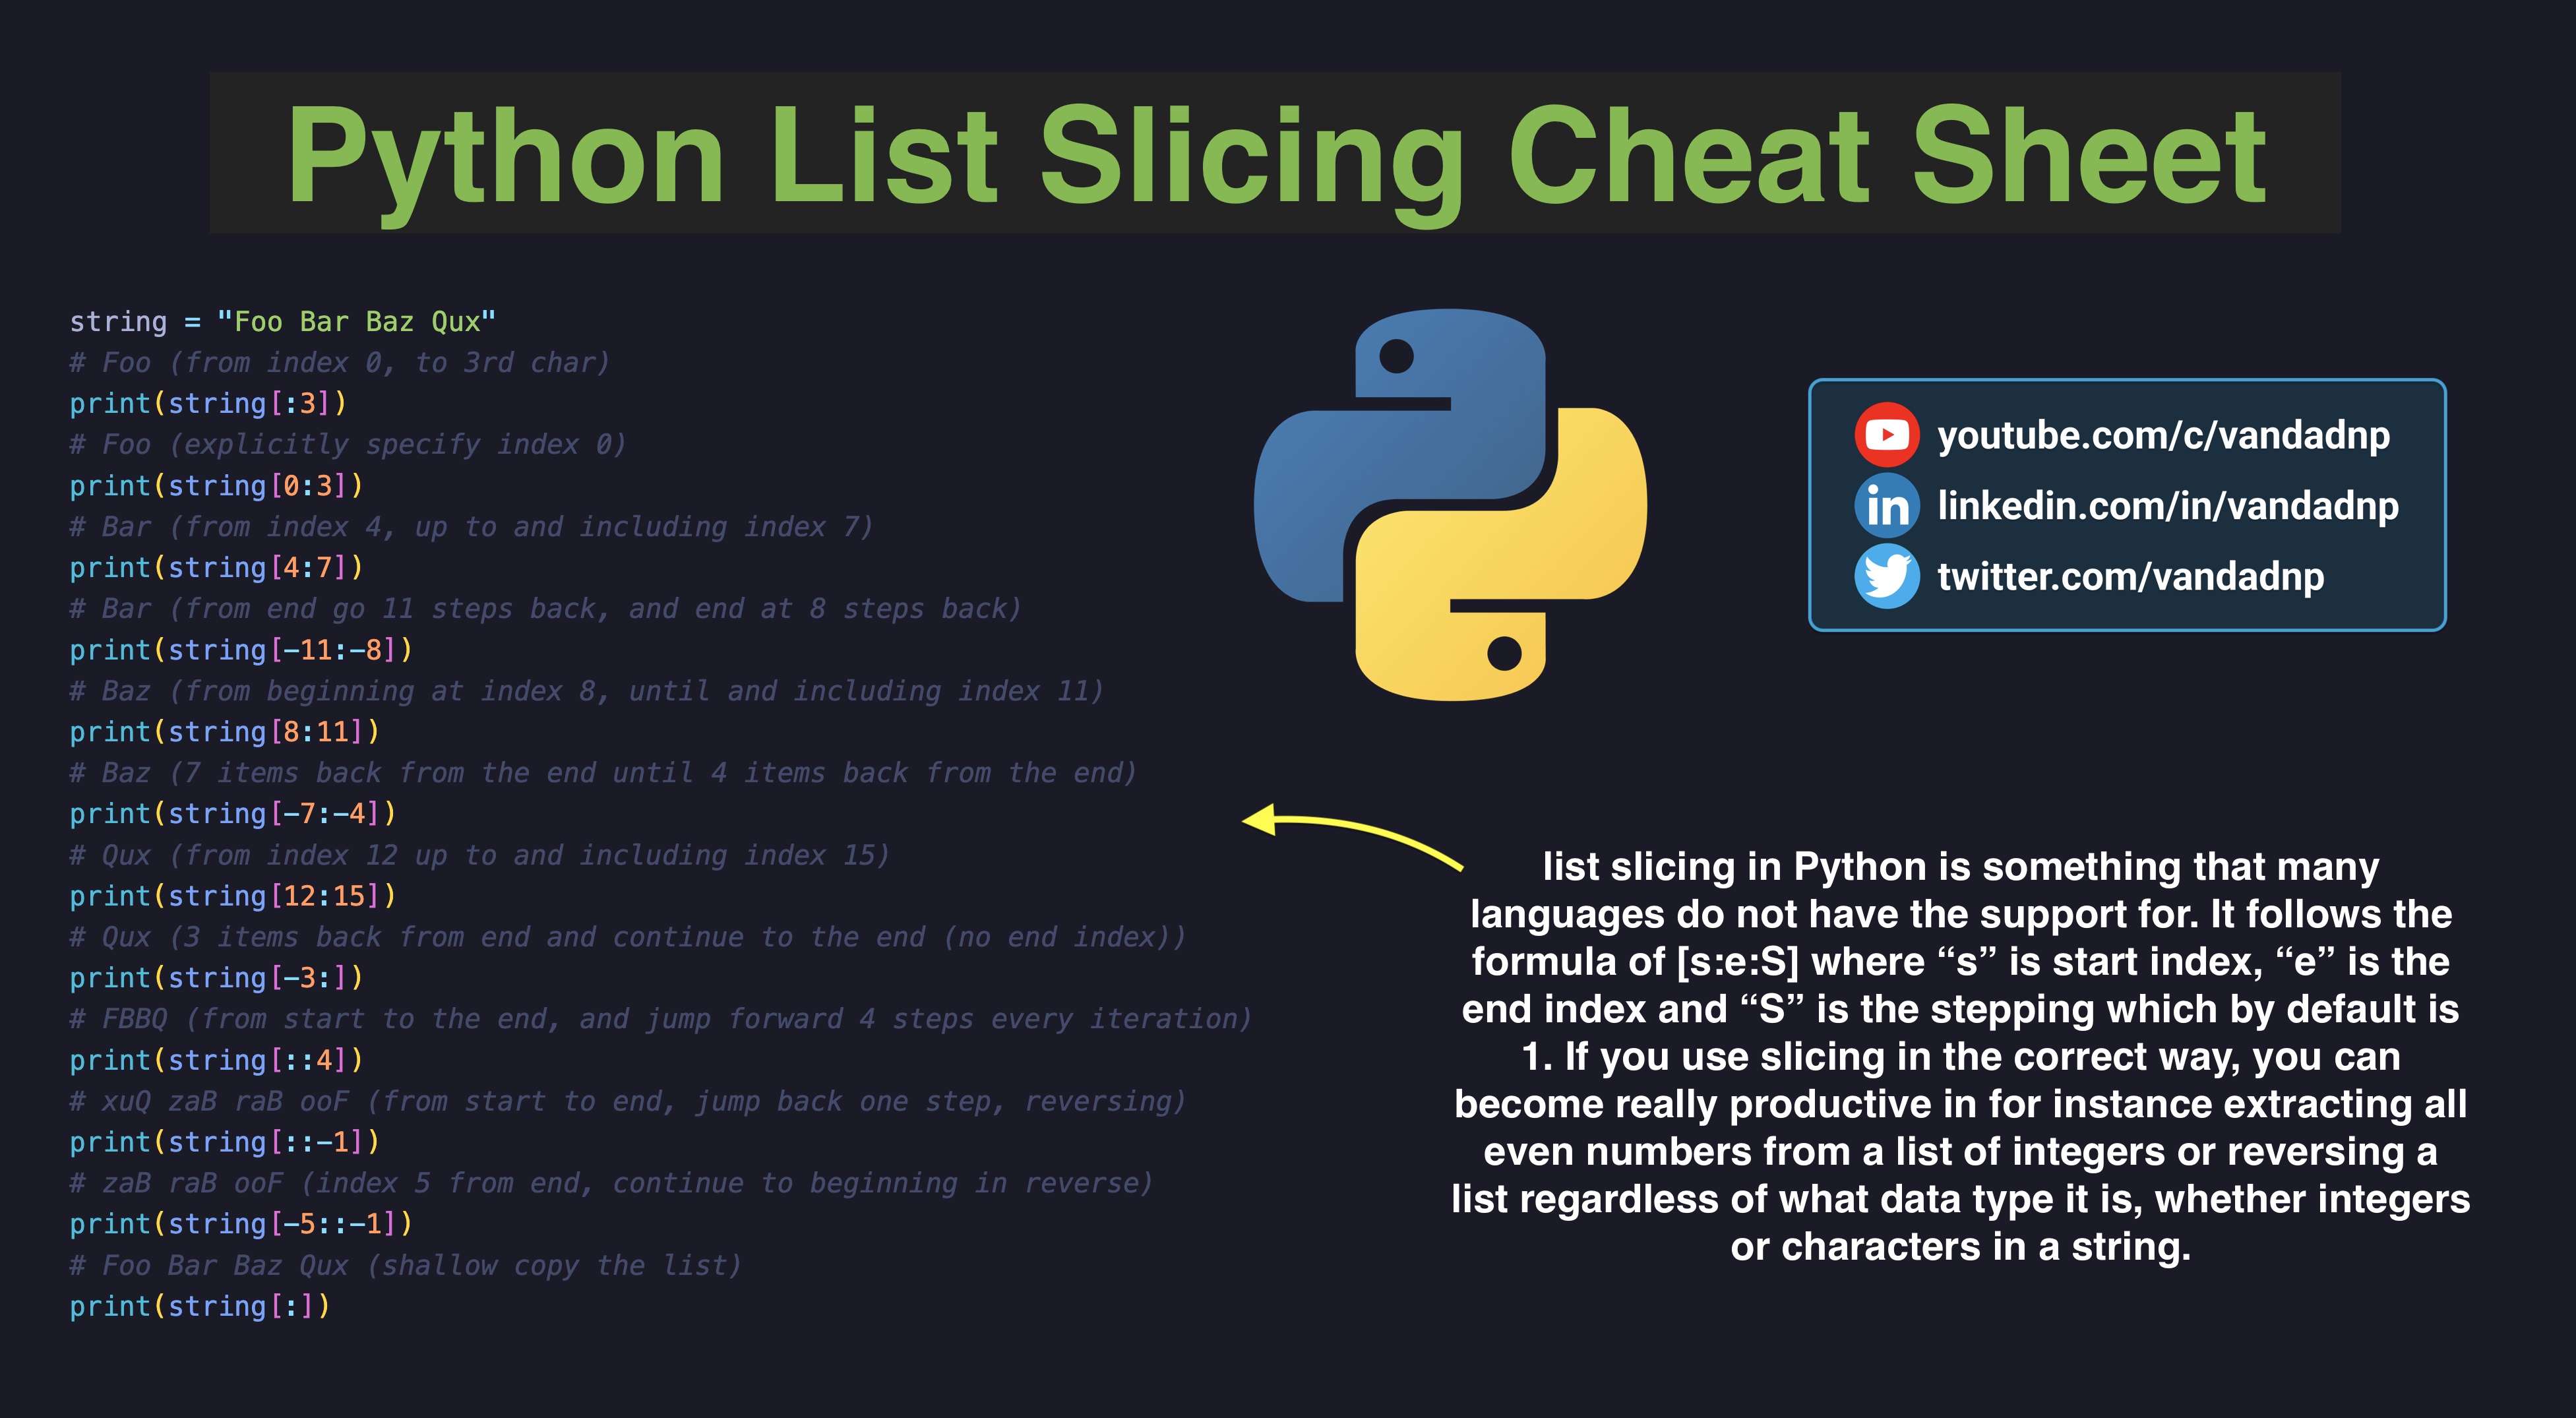 Python List Slicing Cheat Sheet
string = "Foo Bar Baz Qux"
# Foo (from index 0, to 3rd char)
print(string[:3])
# Foo (explicitly specify index 0)
print(string[0:3])
# Bar (from index 4, up to and including index 7)
print(string[4:7])
# Bar (from end go 11 steps back, and end at 8 steps back)
print(string[-11:-8])
# Baz (from beginning at index 8, until and including index 11)
print(string[8:11])
# Baz (7 items back from the end until 4 items back from the end)
print(string[-7:-4])
# Qux (from index 12 up to and including index 15)
print(string[12:15])
# Qux (3 items back from end and continue to the end (no end index))
print(string[-3:])
# FBBQ (from start to the end, and jump forward 4 steps every iteration)
print(string[::4])
# xuQ zaB raB ooF (from start to end, jump back one step, reversing)
print(string[::-1])
# zaB raB ooF (index 5 from end, continue to beginning in reverse)
print(string[-5::-1])
# Foo Bar Baz Qux (shallow copy the list)
print(string[:])
youtube.com/c/vandadnp
in linkedin.com/in/vandadnp
twitter.com/vandadnp
list slicing in Python is something that many
languages do not have the support for. It follows the
formula of [s:e:S] where “s” is start index, “e” is the
end index and “S” is the stepping which by default is
1. If you use slicing in the correct way, you can
become really productive in for instance extracting all
even numbers from a list of integers or reversing a
list regardless of what data type it is, whether integers
or characters in a string.